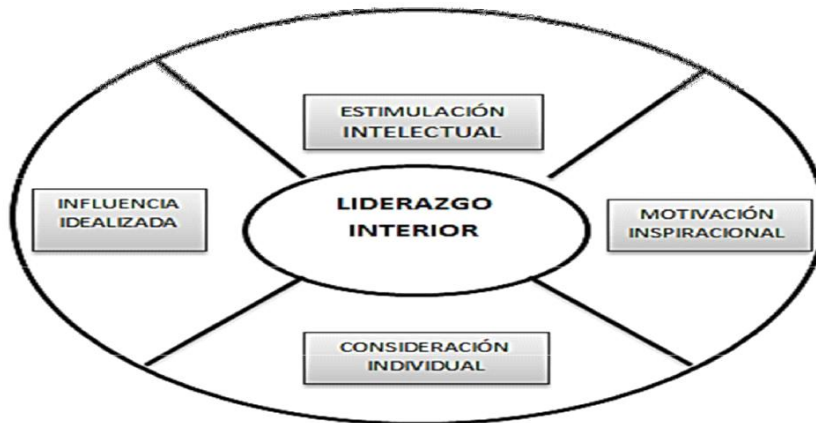 ESTIMULACIÓN
INTELECTUAL
INFLUENCIA
IDEALIZADA
LIDERAZGO
INTERIOR
MOTIVACIÓN
INSPIRACIONAL
CONSIDERACIÓN
INDIVIDUAL